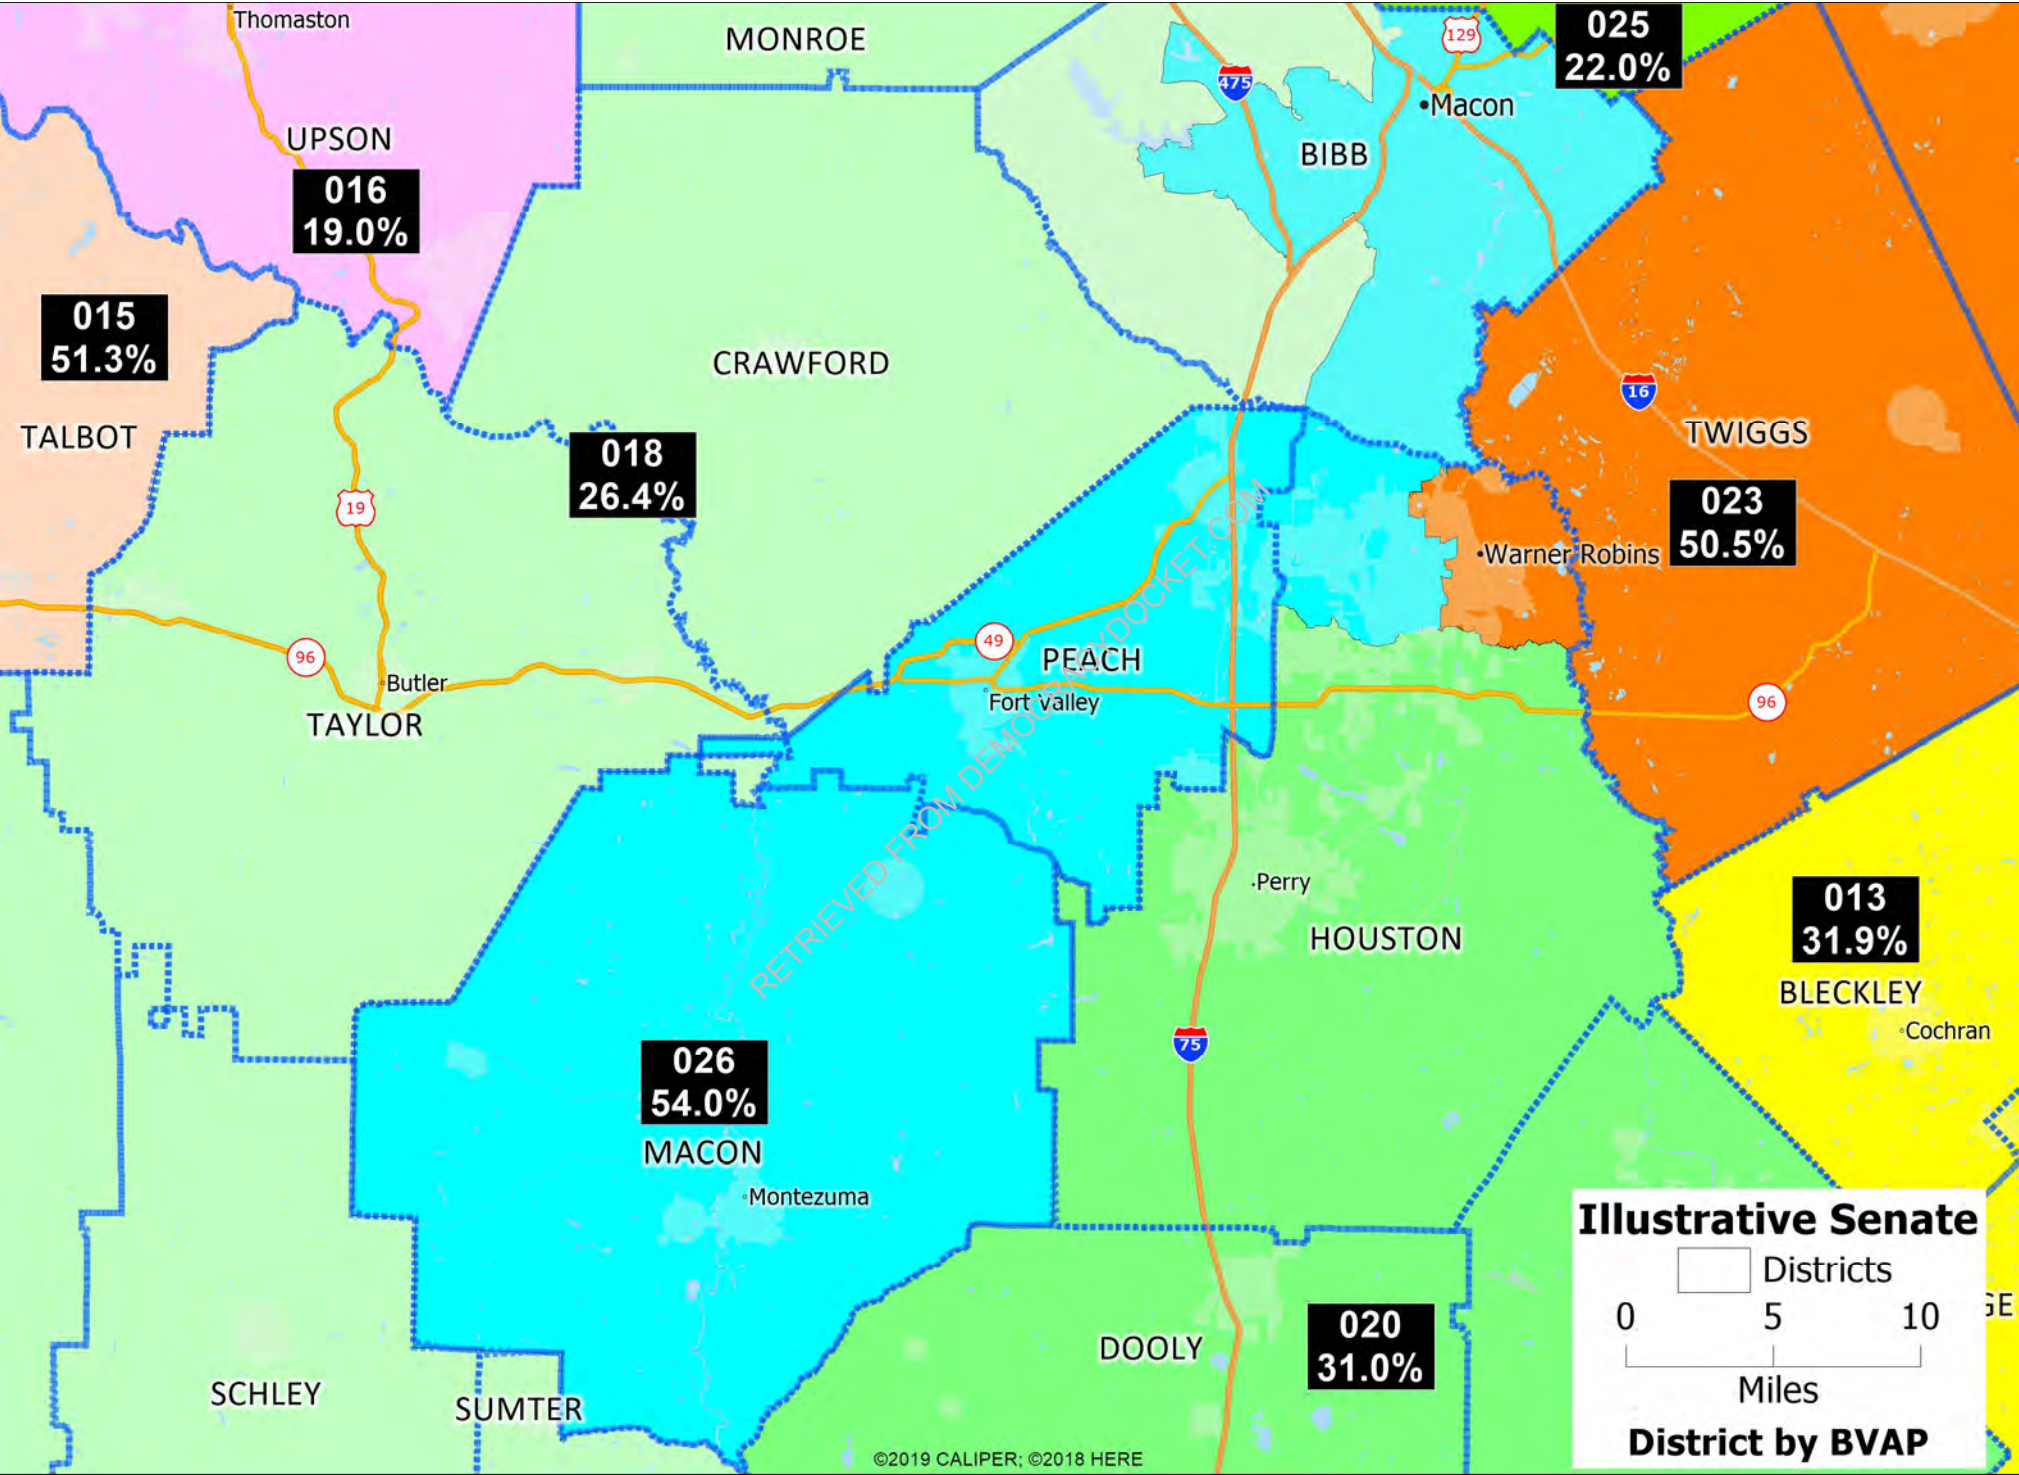 Thomaston
MONROE
129
025
22.0%
475
Macon
UPSON
BIBB
016
19.0%
015
51.3%
CRAWFORD
16
TALBOT
TWIGGS
018
26.4%
023
50.5%
19
Warner Robins
49
96
PEACH
Butler
Fort Valley
96
TAYLOR
RETRIEVED FROM DEMOCRACYDOCKET.COM
Perry
HOUSTON
013
31.9%
BLECKLEY
Cochran
75
026
54.0%
MACON
Montezuma
Illustrative Senate
Districts
0 5 10
Miles
District by BVAP
GE
020
31.0%
DOOLY
SCHLEY
SUMTER
©2019 CALIPER; ©2018 HERE